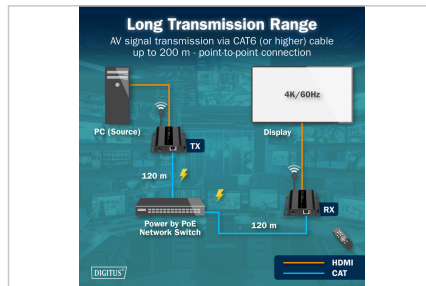 Long Transmission Range
AV signal transmission via CAT6 (or higher) cable
up to 200 m - point-to-point connection
4K/60Hz
PC (Source)
Display
TX
120 m
RX
Power by PoE
Network Switch
120 m
HDMI
CAT
DIGITUS